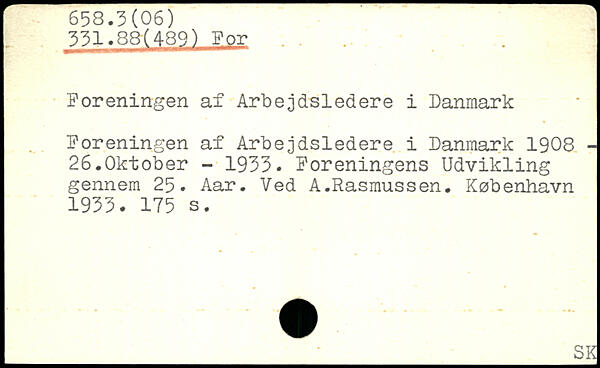 658.3(06)
331.88(489) For
Foreningen af Arbejdsledere i Danmark
Foreningen af Arbejdsledere i Danmark 1908 -
26.Oktober - 1933. Foreningens Udvikling
gennem 25. Aar. Ved A.Rasmussen. København
1933. 175 s.
SK